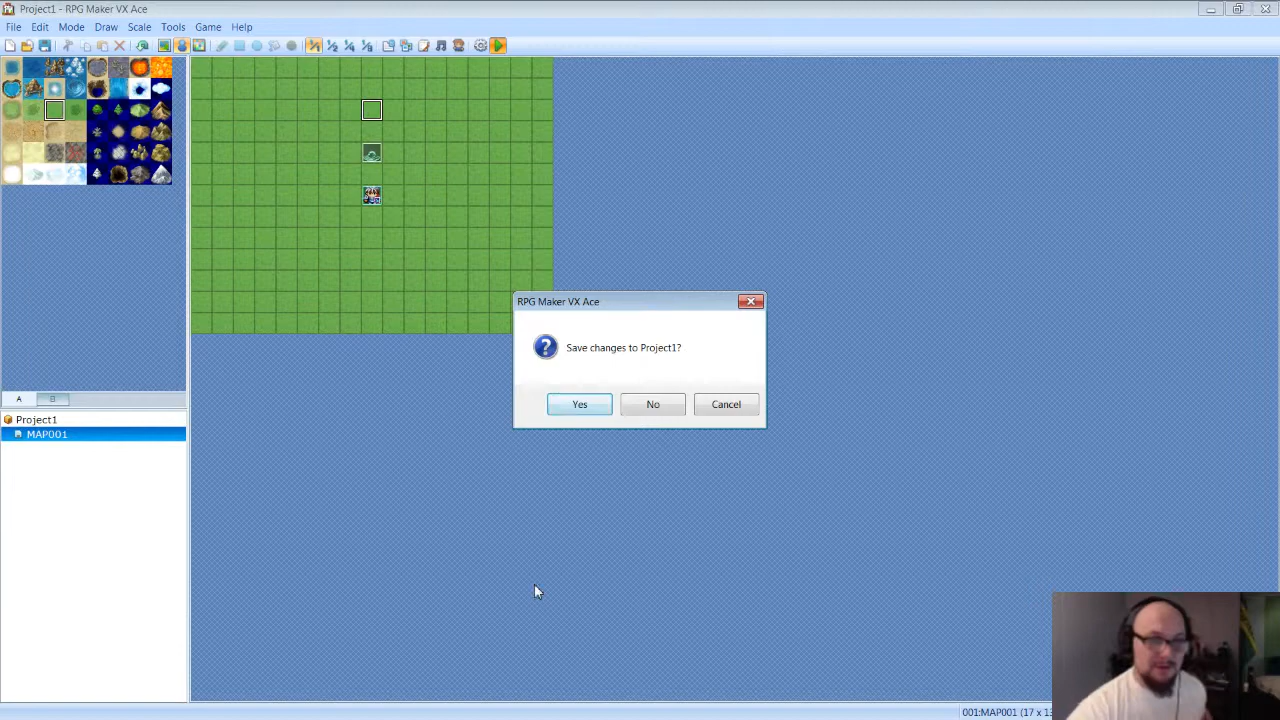 Project1 - RPG Maker VX Ace
File Edit Mode Draw Scale Tools Game Help
A B
Project1
MAP001
RPG Maker VX Ace
Save changes to Project1?
Yes No Cancel
001:MAP001 (17 x 13